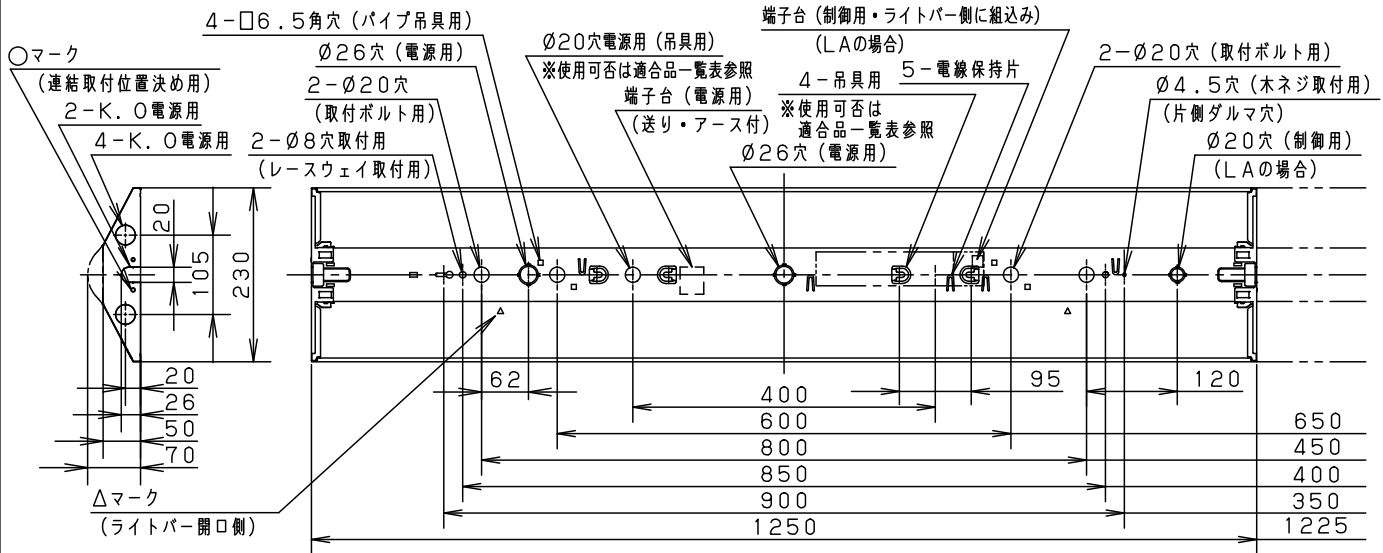 4-□6.5角穴(パイプ吊具用)
○マーク
(連結取付位置決め用)
Ø26穴(電源用)
2-K.O電源用
2-Ø20穴
(取付ボルト用)
4-K.O電源用
2-Ø8穴取付用
(レースウェイ取付用)
Ø20穴電源用(吊具用)
※使用可否は適合品一覧表参照
端子台(電源用)
(送り・アース付)
端子台(制御用・ライトバー側に組込み)
(LAの場合)
4-吊具用
※使用可否は
適合品一覧表参照
5-電線保持片
Ø26穴(電源用)
2-Ø20穴(取付ボルト用)
Ø4.5穴(木ネジ取付用)
(片側ダルマ穴)
Ø20穴(制御用)
(LAの場合)
20
105
230
20
26
50
70
62
95
120
400
600
650
800
450
850
400
900
350
1250
1225
△マーク
(ライトバー開口側)